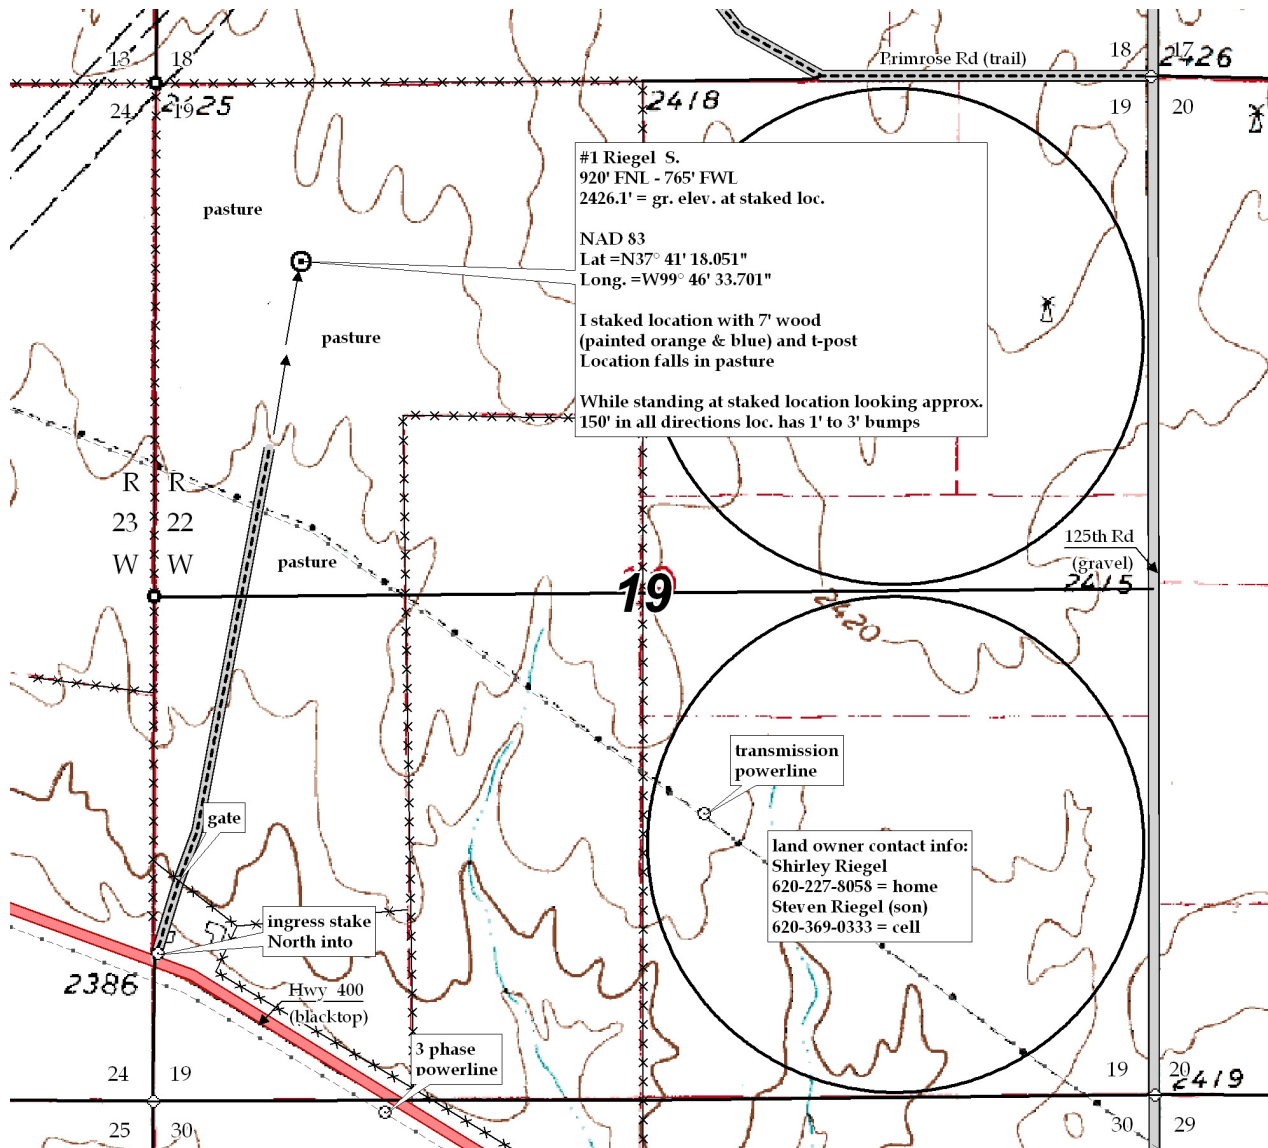 13 18
18 17
2426
Primrose Rd (trail)
24 19
2425
2418
19 20
#1 Riegel S.
920' FNL - 765' FWL
2426.1' = gr. elev. at staked loc.
NAD 83
Lat =N37° 41' 18.051"
Long. =W99° 46' 33.701"
I staked location with 7' wood
(painted orange & blue) and t-post
Location falls in pasture
While standing at staked location looking approx.
150' in all directions loc. has 1' to 3' bumps
pasture
pasture
R R
23 22
W W
pasture
125th Rd
(gravel)
19
2415
2420
transmission
powerline
gate
land owner contact info:
Shirley Riegel
620-227-8058 = home
Steven Riegel (son)
620-369-0333 = cell
ingress stake
North into
2386
Hwy 400
(blacktop)
3 phase
powerline
24 19
19 20
2419
25 30
30 29